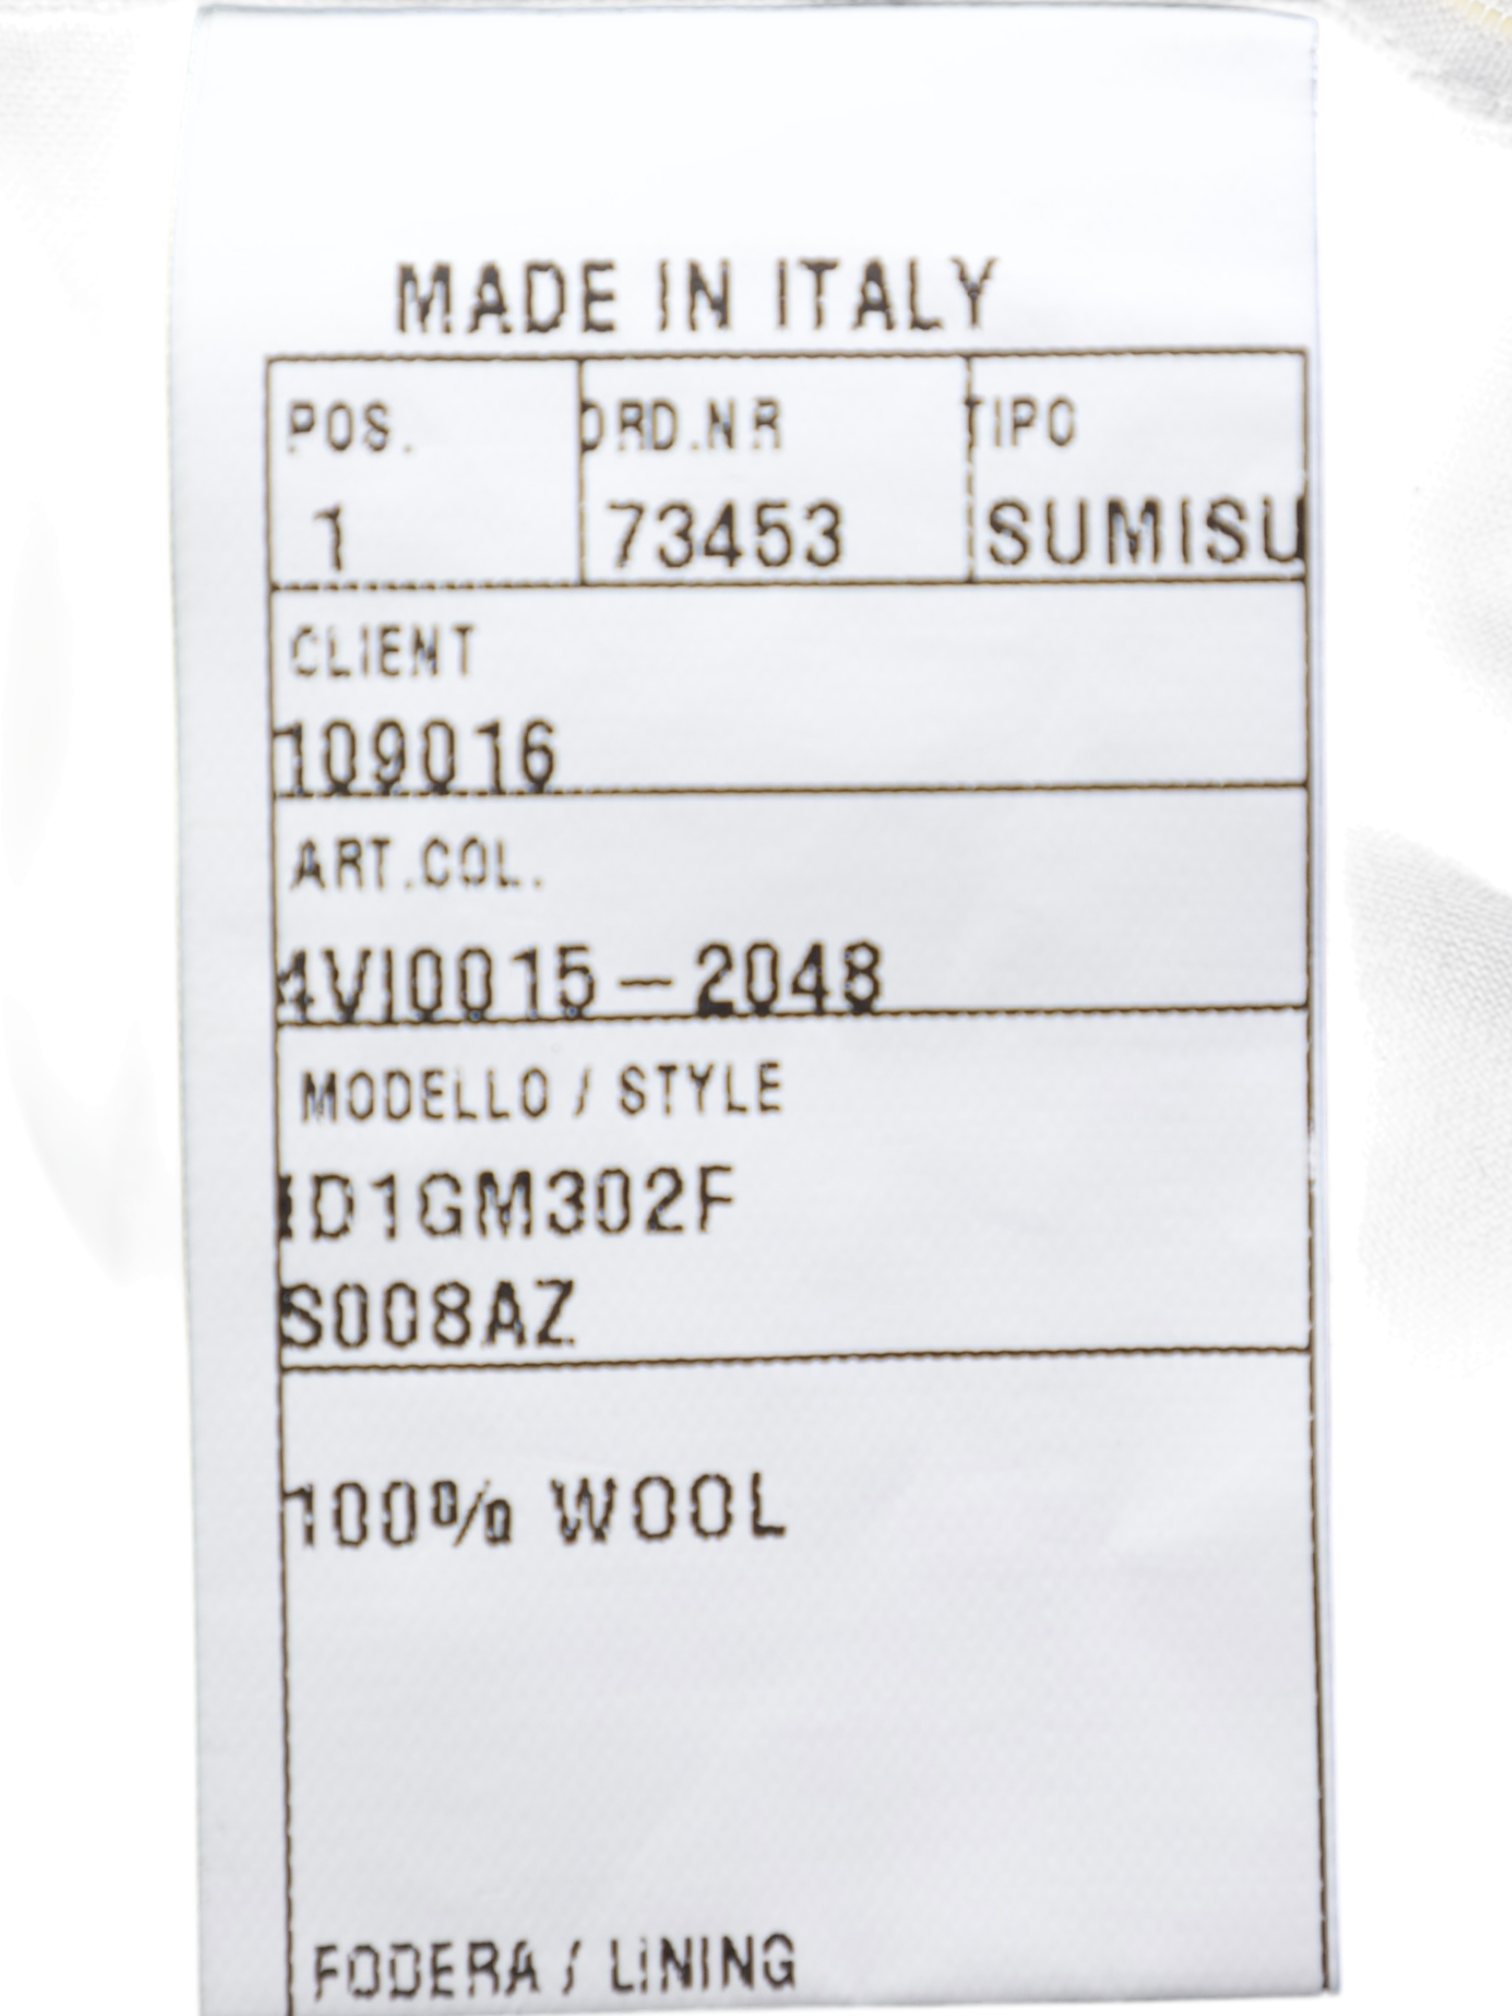 MADE IN ITALY
POS. ORD.NR TIPO
1 73453 SUMISU
CLIENT
109016
ART.COL.
4VI0015-2048
MODELLO / STYLE
1D1GM302F
S008AZ
100% WOOL
FODERA / LINING